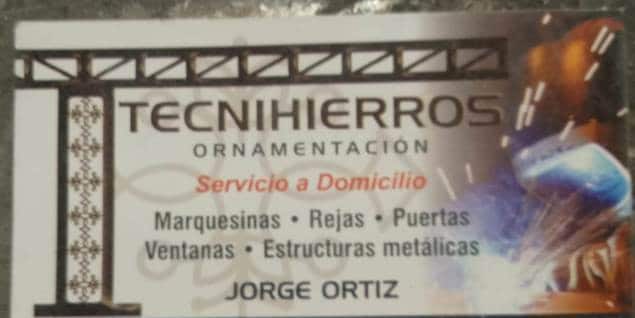 TECNIHIERROS
ORNAMENTACIÓN
Servicio a Domicilio
Marquesinas • Rejas • Puertas
Ventanas • Estructuras metálicas
JORGE ORTIZ